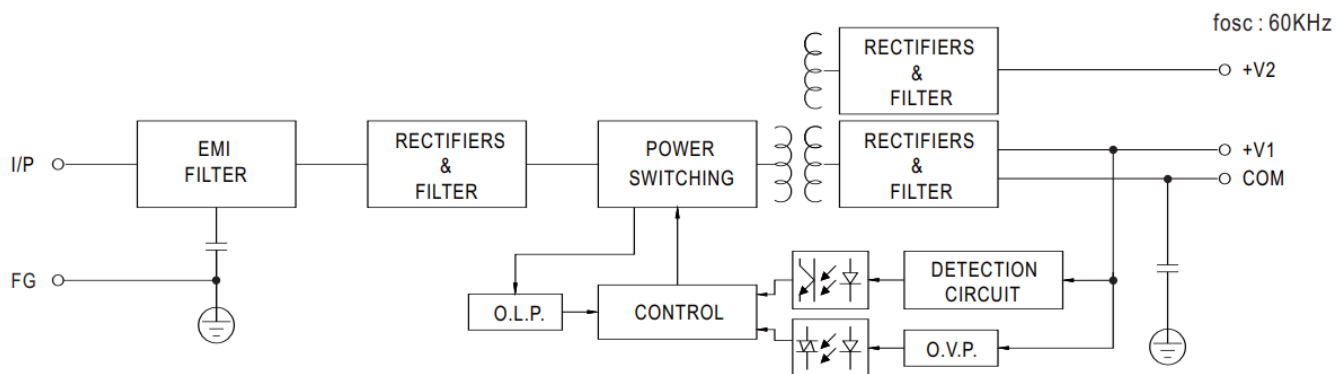 fosc : 60KHz
RECTIFIERS
&
FILTER
+V2
I/P
EMI
FILTER
RECTIFIERS
&
FILTER
POWER
SWITCHING
RECTIFIERS
&
FILTER
+V1
COM
FG
O.L.P.
CONTROL
DETECTION
CIRCUIT
O.V.P.